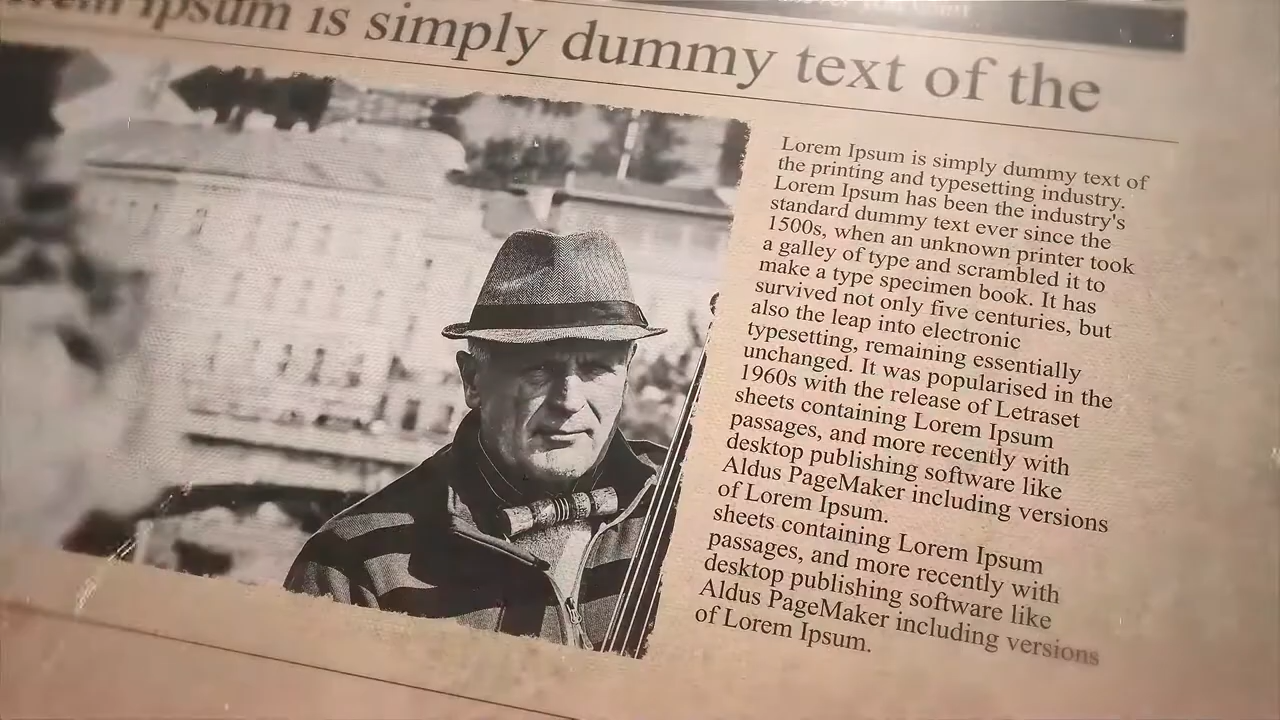 Ipsum is simply dummy text of the
Lorem Ipsum is simply dummy text of
the printing and typesetting industry.
Lorem Ipsum has been the industry's
standard dummy text ever since the
1500s, when an unknown printer took
a galley of type and scrambled it to
make a type specimen book. It has
survived not only five centuries, but
also the leap into electronic
typesetting, remaining essentially
unchanged. It was popularised in the
1960s with the release of Letraset
sheets containing Lorem Ipsum
passages, and more recently with
desktop publishing software like
Aldus PageMaker including versions
of Lorem Ipsum.
sheets containing Lorem Ipsum
passages, and more recently with
desktop publishing software like
Aldus PageMaker including versions
of Lorem Ipsum.